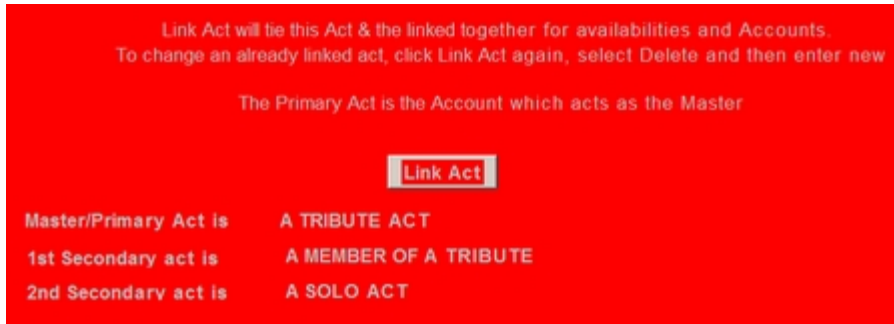 Link Act will tie this Act & the linked together for availabilities and Accounts.
To change an already linked act, click Link Act again, select Delete and then enter new
The Primary Act is the Account which acts as the Master
Link Act
Master/Primary Act is A TRIBUTE ACT
1st Secondary act is A MEMBER OF A TRIBUTE
2nd Secondary act is A SOLO ACT